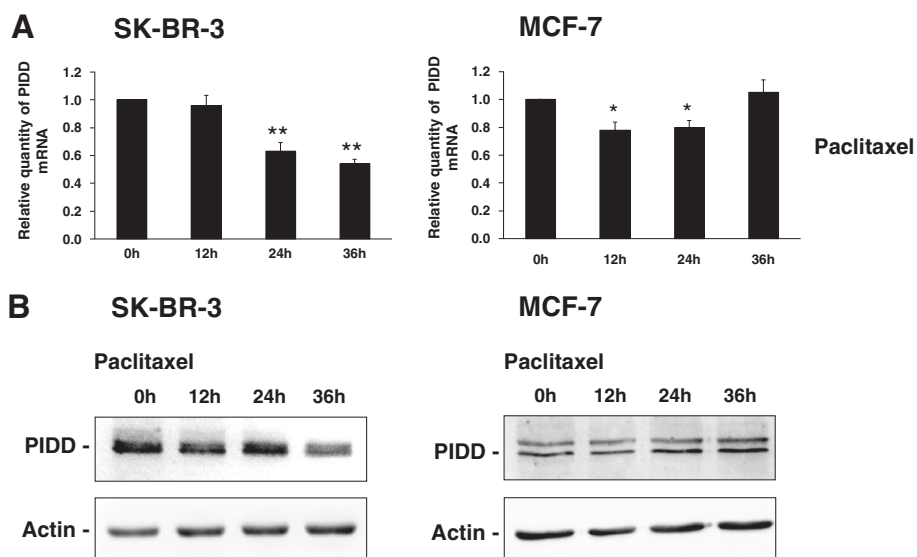 A
SK-BR-3
MCF-7
Relative quantity of PIDD
mRNA
1.2
1.0
0.8
0.6
0.4
0.2
0.0
**
**
0h 12h 24h 36h
Relative quantity of PIDD
mRNA
1.2
1.0
0.8
0.6
0.4
0.2
0.0
*
*
0h 12h 24h 36h
Paclitaxel
B
SK-BR-3
MCF-7
Paclitaxel
0h 12h 24h 36h
PIDD -
Actin -
Paclitaxel
0h 12h 24h 36h
PIDD -
Actin -